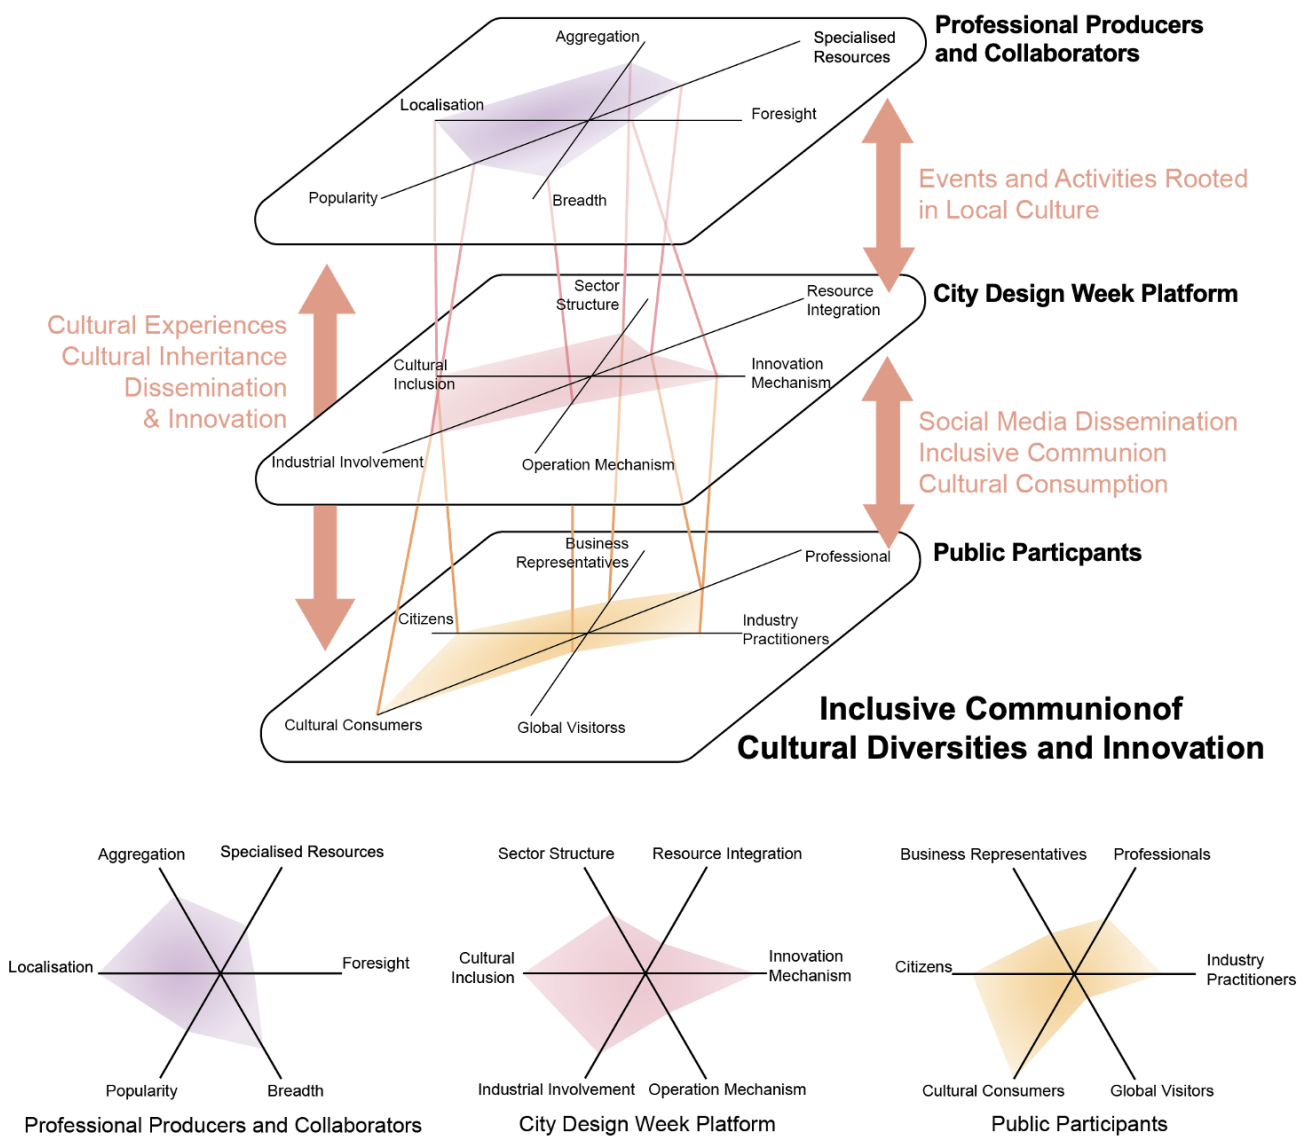 Professional Producers
and Collaborators
Aggregation
Specialised
Resources
Localisation
Foresight
Popularity
Breadth
Events and Activities Rooted
in Local Culture
City Design Week Platform
Sector
Structure
Resource
Integration
Cultural
Inclusion
Innovation
Mechanism
Industrial Involvement
Operation Mechanism
Cultural Experiences
Cultural Inheritance
Dissemination
& Innovation
Social Media Dissemination
Inclusive Communion
Cultural Consumption
Public Particpants
Business
Representatives
Professional
Citizens
Industry
Practitioners
Cultural Consumers
Global Visitorss
Inclusive Communionof
Cultural Diversities and Innovation
Aggregation
Specialised Resources
Localisation
Foresight
Popularity
Breadth
Professional Producers and Collaborators
Sector Structure
Resource Integration
Cultural
Inclusion
Innovation
Mechanism
Industrial Involvement
Operation Mechanism
City Design Week Platform
Business Representatives
Professionals
Citizens
Industry
Practitioners
Cultural Consumers
Global Visitors
Public Participants